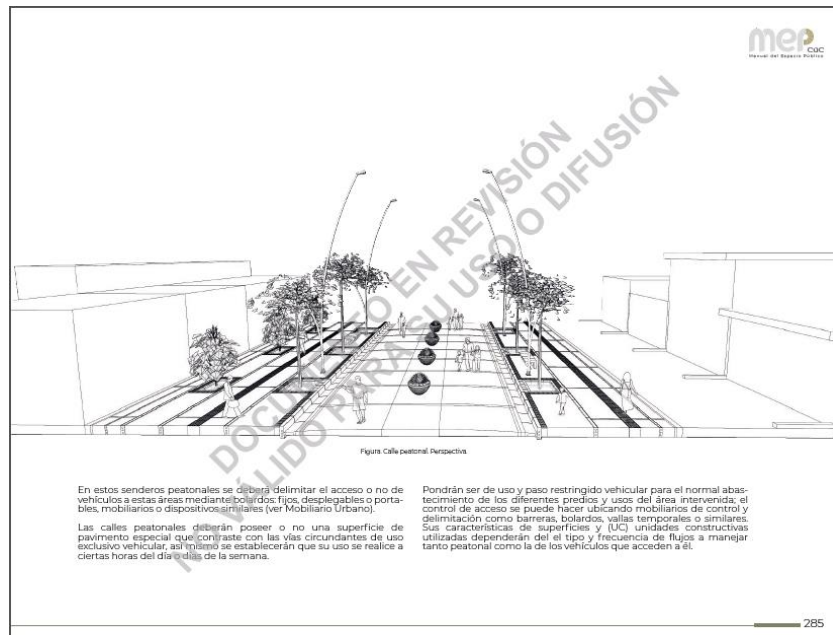 mep
cac
Manual del Espacio Público
DOCUMENTO EN REVISIÓN
NO VÁLIDO PARA SU USO O DIFUSIÓN
Figura. Calle peatonal. Perspectiva
En estos senderos peatonales se deberá delimitar el acceso o no de
vehículos a estas áreas mediante bolardos: fijos, desplegables o porta-
bles, mobiliarios o dispositivos similares (ver Mobiliario Urbano).
Las calles peatonales deberán poseer o no una superficie de
pavimento especial que contraste con las vías circundantes de uso
exclusivo vehicular, así mismo se establecerán que su uso se realice a
ciertas horas del día o días de la semana.
Pondrán ser de uso y paso restringido vehicular para el normal abas-
tecimiento de los diferentes predios y usos del área intervenida; el
control de acceso se puede hacer ubicando mobiliarios de control y
delimitación como barreras, bolardos, vallas temporales o similares.
Sus características de superficies y (UC) unidades constructivas
utilizadas dependerán del el tipo y frecuencia de flujos a manejar
tanto peatonal como la de los vehículos que acceden a él.
285